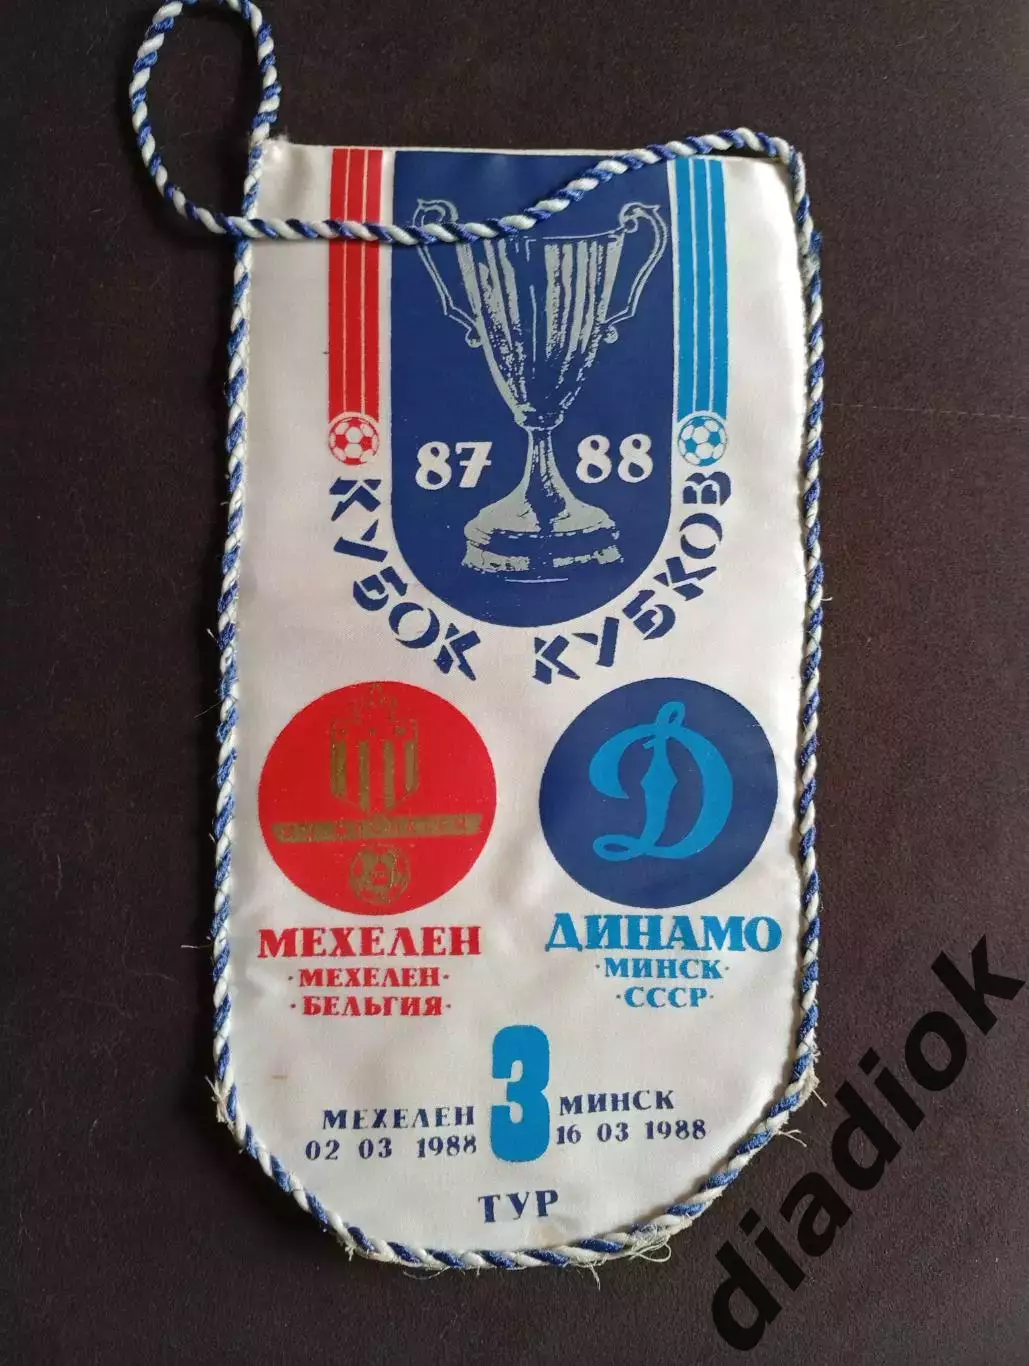 87 88
КУБОК КУБКОВ
Д
МЕХЕЛЕН
·МЕХЕЛЕН·
·БЕЛЬГИЯ·
ДИНАМО
·МИНСК·
·СССР·
3
МЕХЕЛЕН
02 03 1988
МИНСК
16 03 1988
ТУР
diadiok